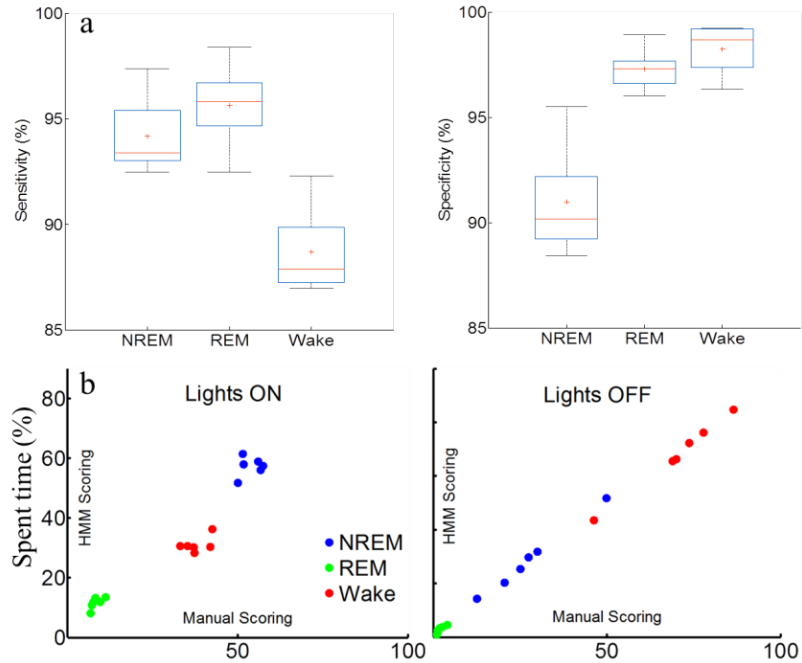 a
Sensitivity (%)
100
95
90
85
NREM REM Wake
Specificity (%)
100
95
90
85
NREM REM Wake
b
Lights ON
Spent time (%)
HMM Scoring
80
60
40
20
0
NREM
REM
Wake
Manual Scoring
50 100
Lights OFF
HMM Scoring
Manual Scoring
50 100